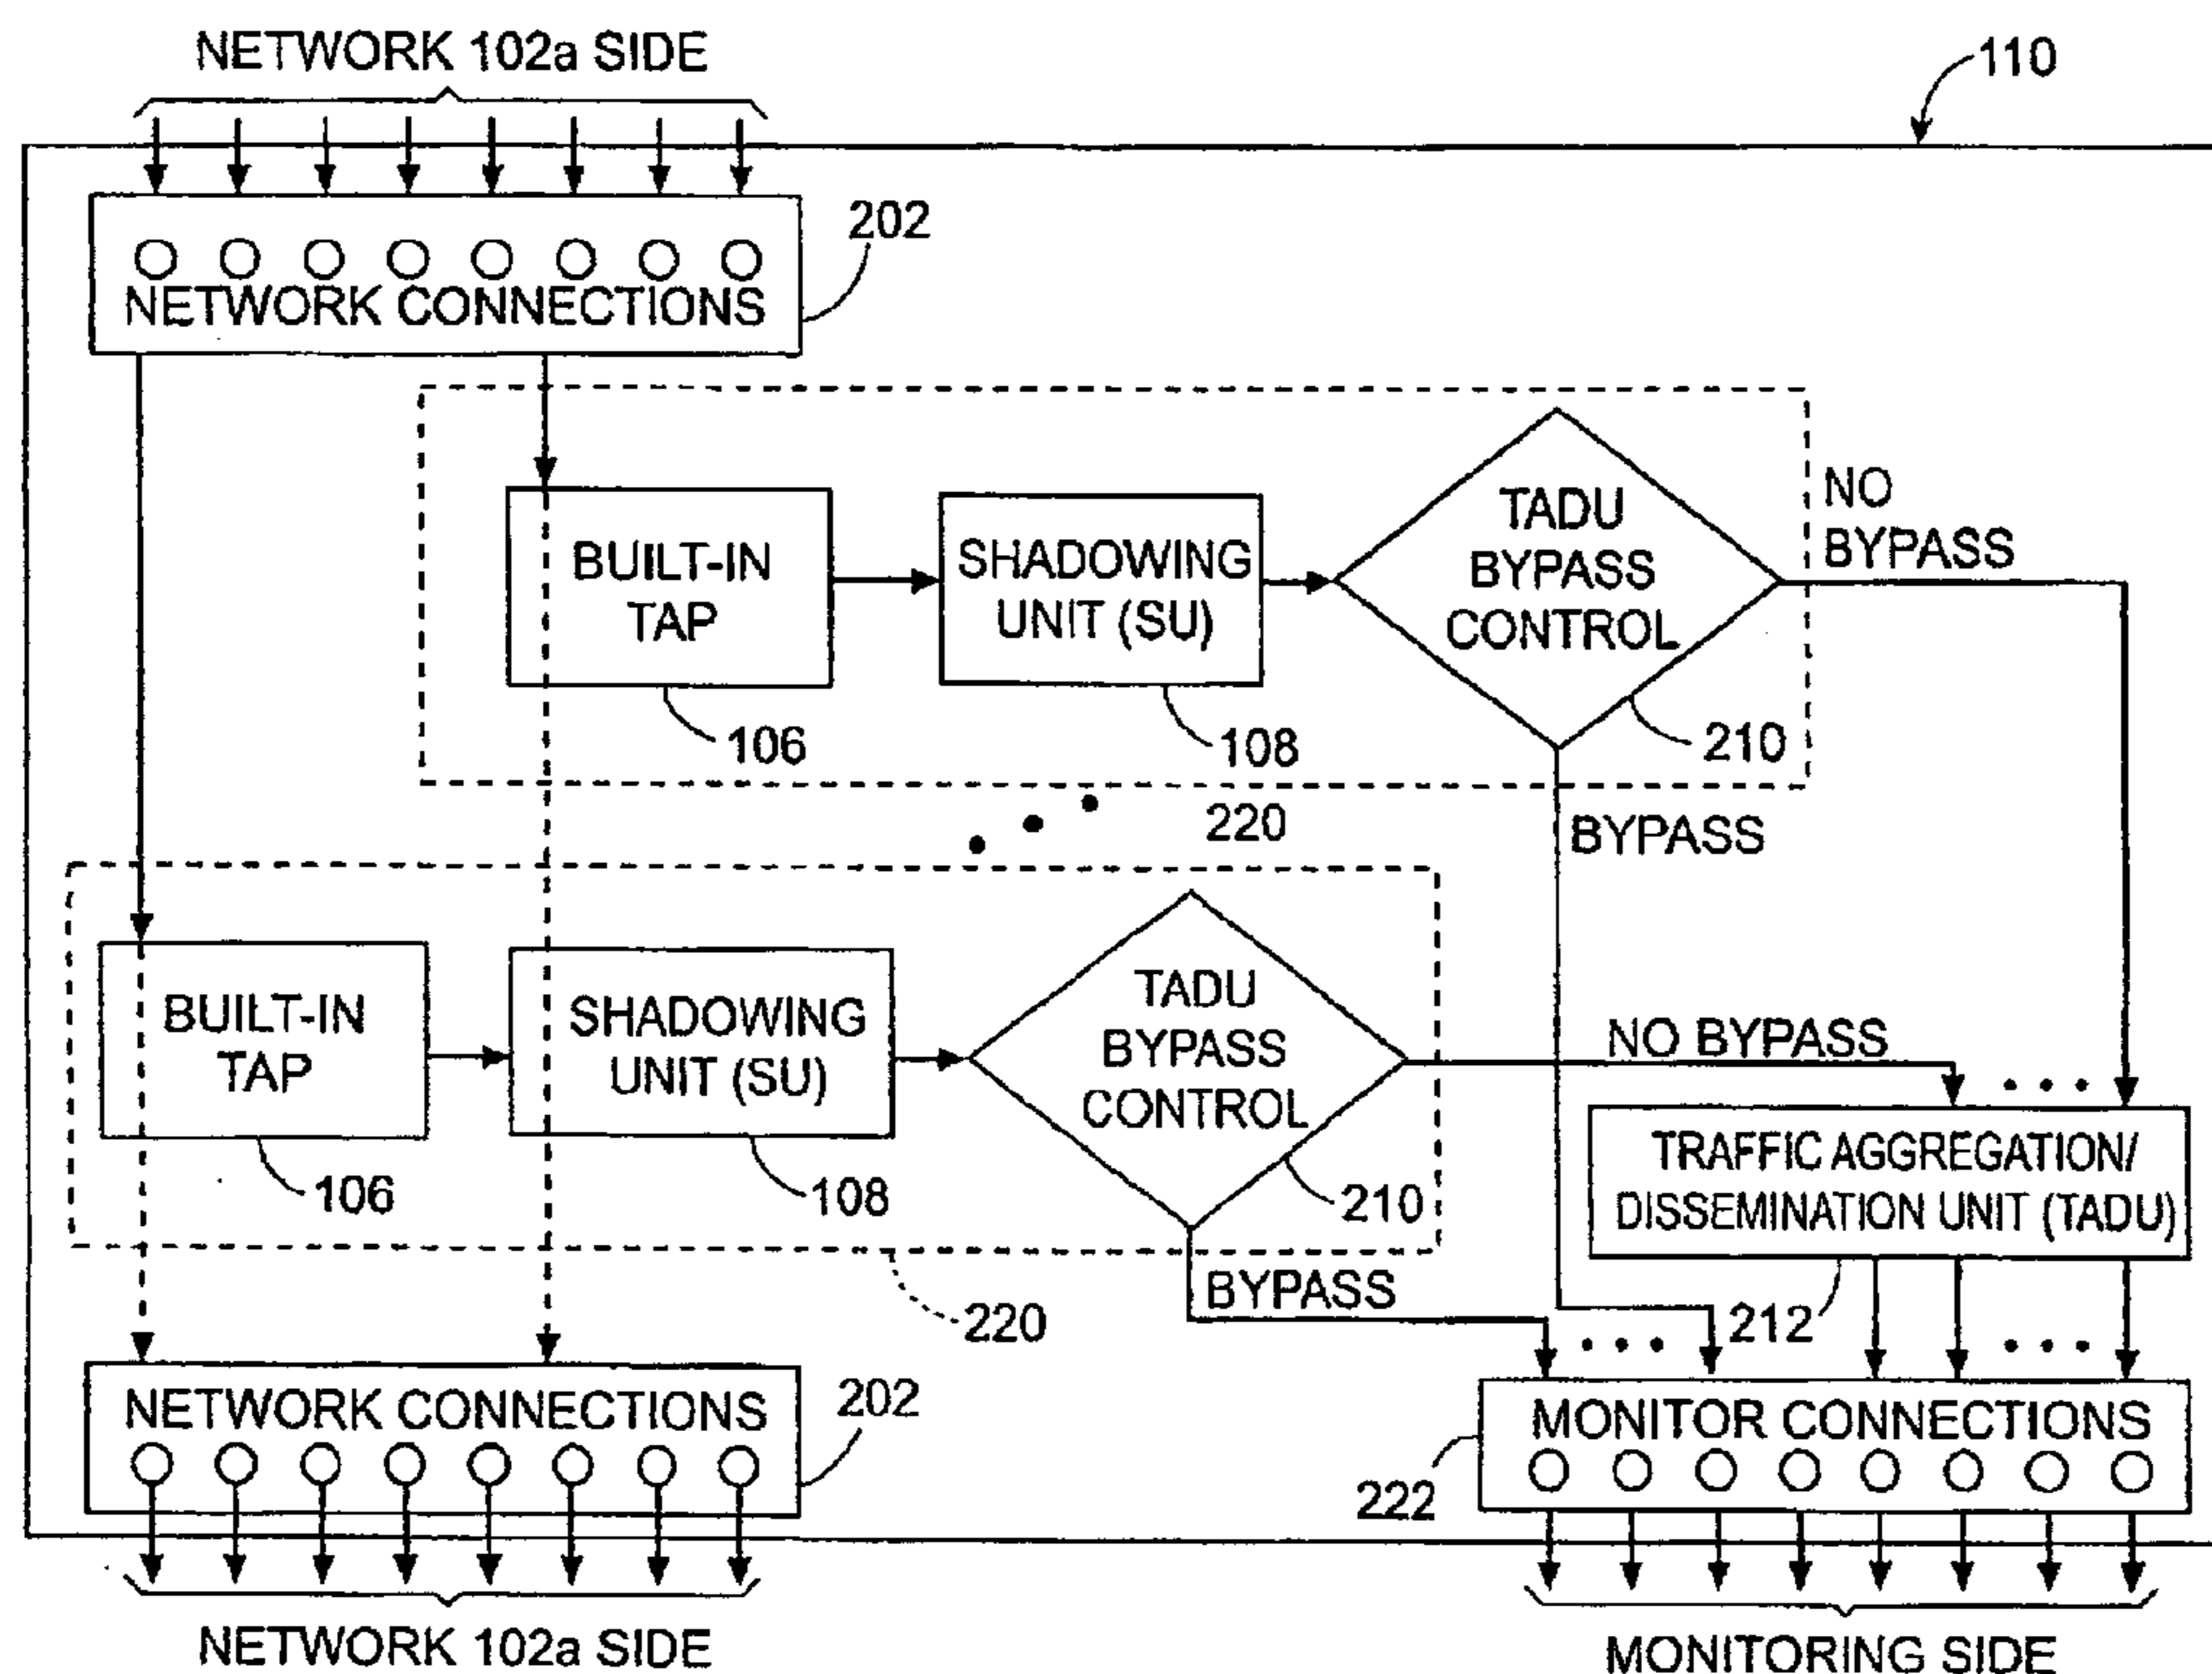 NETWORK 102a SIDE
110
202
NETWORK CONNECTIONS
NO
BYPASS
TADU
BYPASS
CONTROL
BUILT-IN
TAP
SHADOWING
UNIT (SU)
106
108
210
220
BYPASS
BUILT-IN
TAP
SHADOWING
UNIT (SU)
TADU
BYPASS
CONTROL
NO BYPASS
TRAFFIC AGGREGATION/
DISSEMINATION UNIT (TADU)
106
108
210
BYPASS
220
212
NETWORK CONNECTIONS
202
MONITOR CONNECTIONS
222
NETWORK 102a SIDE
MONITORING SIDE